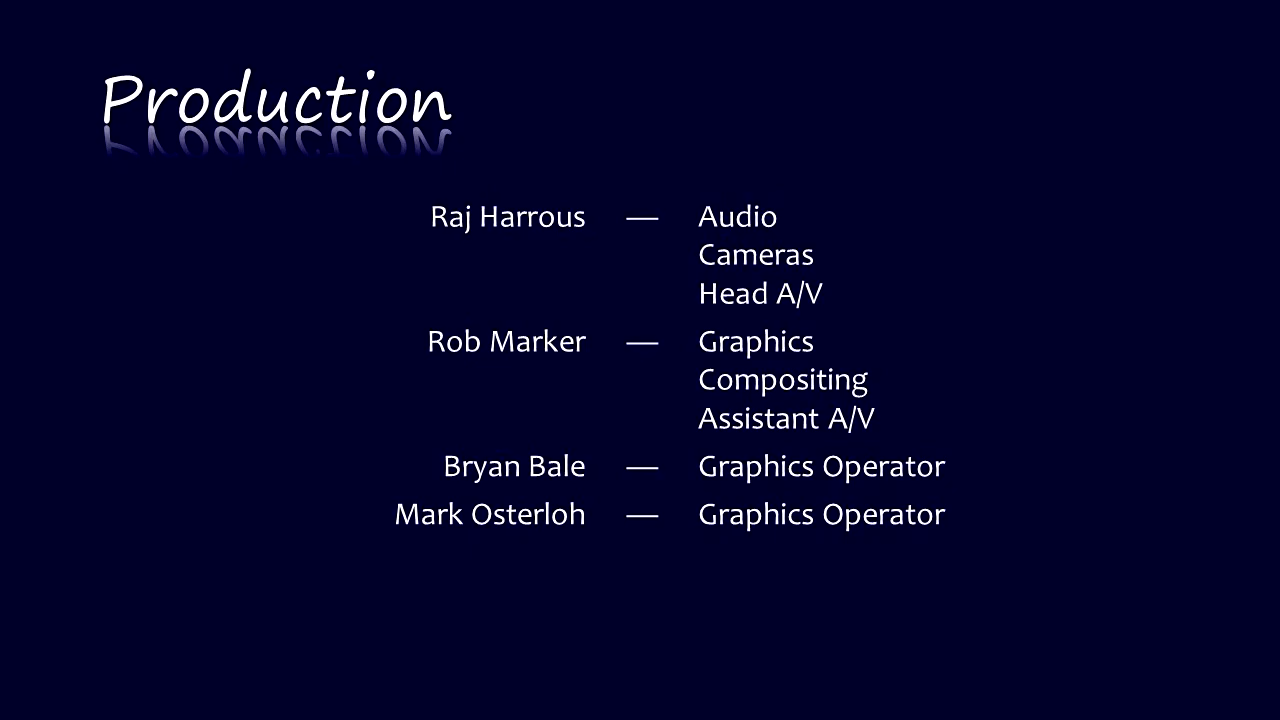 Production
Raj Harrous — Audio
Cameras
Head A/V
Rob Marker — Graphics
Compositing
Assistant A/V
Bryan Bale — Graphics Operator
Mark Osterloh — Graphics Operator